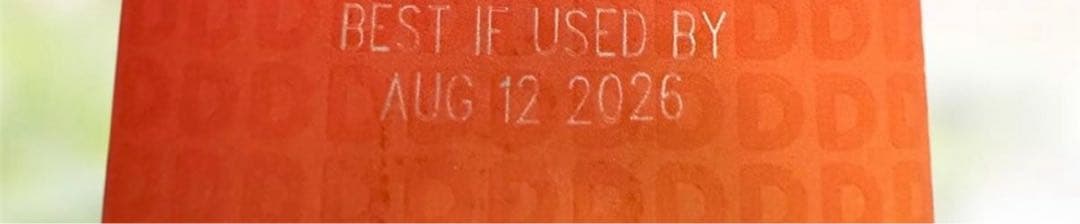 BEST IF USED BY
AUG 12 2026